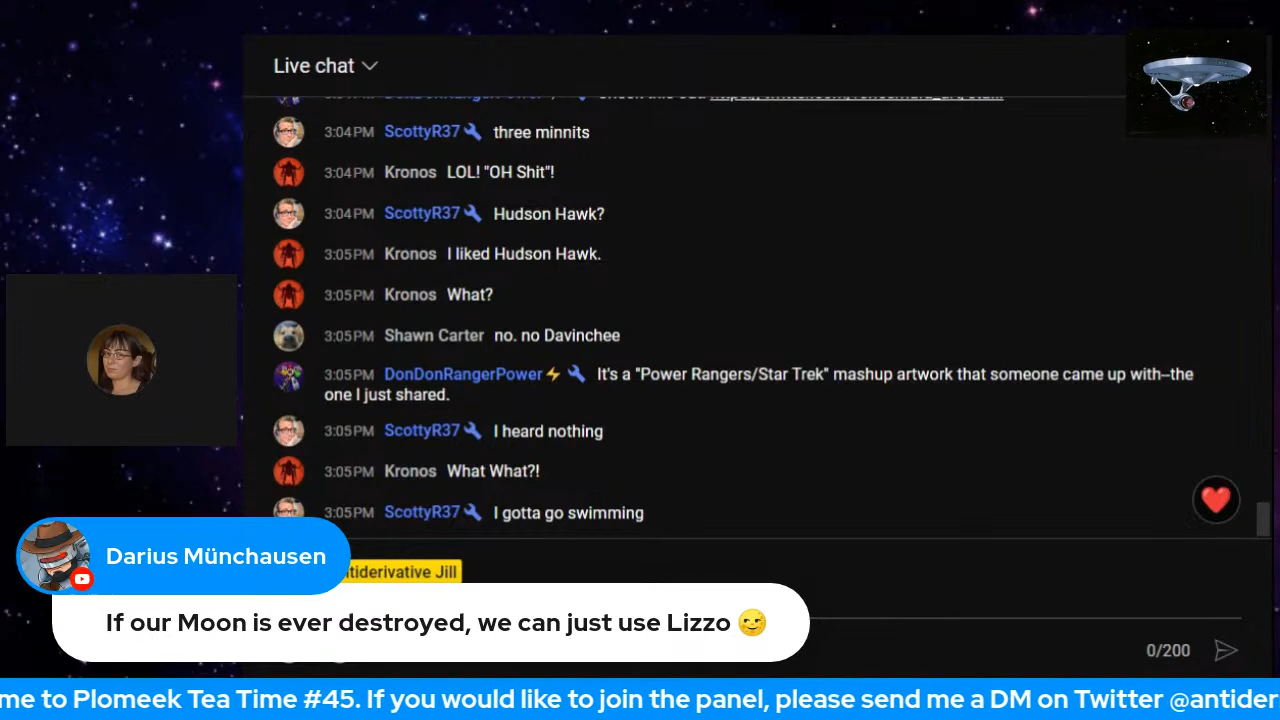 Live chat
3:04 PM ScottyR37 three minnits
3:04 PM Kronos LOL! "OH Shit"!
3:04 PM ScottyR37 Hudson Hawk?
3:05 PM Kronos I liked Hudson Hawk.
3:05 PM Kronos What?
3:05 PM Shawn Carter no. no Davinchee
3:05 PM DonDonRangerPower⚡ It's a "Power Rangers/Star Trek" mashup artwork that someone came up with--the
one I just shared.
3:05 PM ScottyR37 I heard nothing
3:05 PM Kronos What What?!
3:05 PM ScottyR37 I gotta go swimming
Darius Münchausen
ntiderivative Jill
If our Moon is ever destroyed, we can just use Lizzo 🌝
0/200
me to Plomeek Tea Time #45. If you would like to join the panel, please send me a DM on Twitter @antider